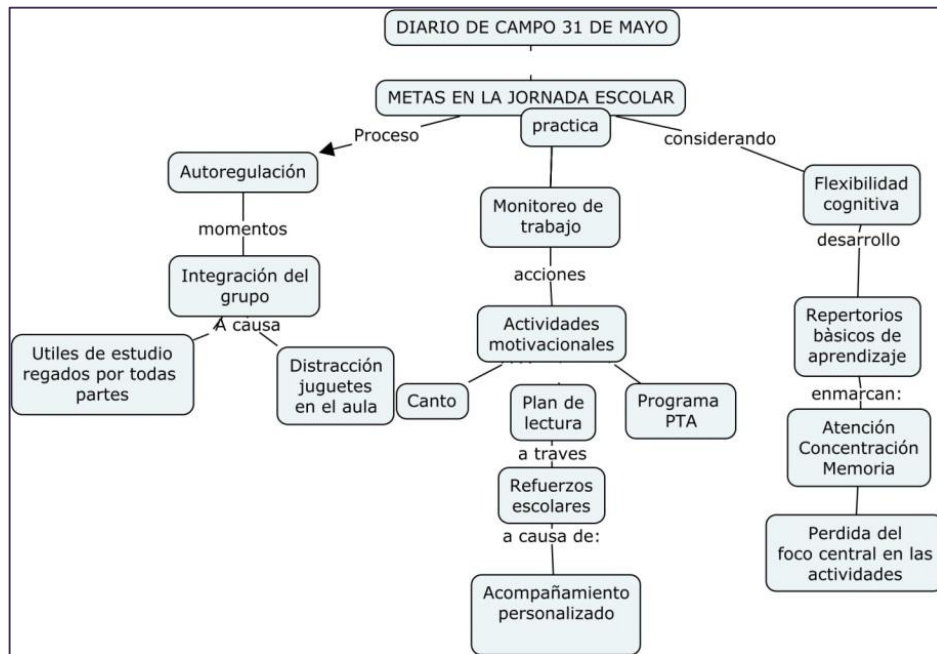 DIARIO DE CAMPO 31 DE MAYO
METAS EN LA JORNADA ESCOLAR
Proceso
practica
considerando
Autoregulación
momentos
Integración del
grupo
A causa
Utiles de estudio
regados por todas
partes
Distracción
juguetes
en el aula
Monitoreo de
trabajo
acciones
Actividades
motivacionales
Canto
Plan de
lectura
Programa
PTA
a traves
Refuerzos
escolares
a causa de:
Acompañamiento
personalizado
Flexibilidad
cognitiva
desarrollo
Repertorios
bàsicos de
aprendizaje
enmarcan:
Atención
Concentración
Memoria
Perdida del
foco central en las
actividades